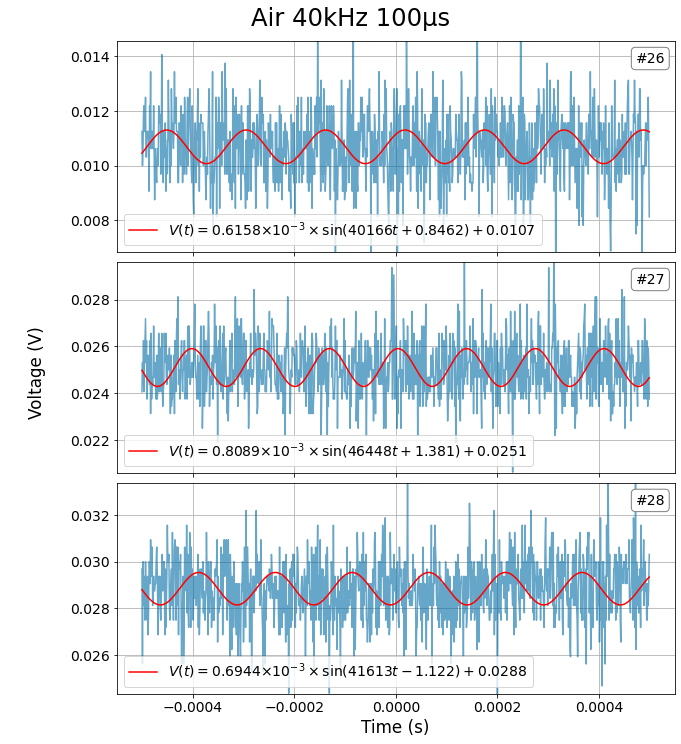 Air 40kHz 100μs
0.014
0.012
0.010
0.008
#26
V(t) = 0.6158×10⁻³ × sin(40166t + 0.8462) + 0.0107
0.028
0.026
0.024
0.022
#27
V(t) = 0.8089×10⁻³ × sin(46448t + 1.381) + 0.0251
Voltage (V)
0.032
0.030
0.028
0.026
#28
V(t) = 0.6944×10⁻³ × sin(41613t − 1.122) + 0.0288
−0.0004 −0.0002 0.0000 0.0002 0.0004
Time (s)